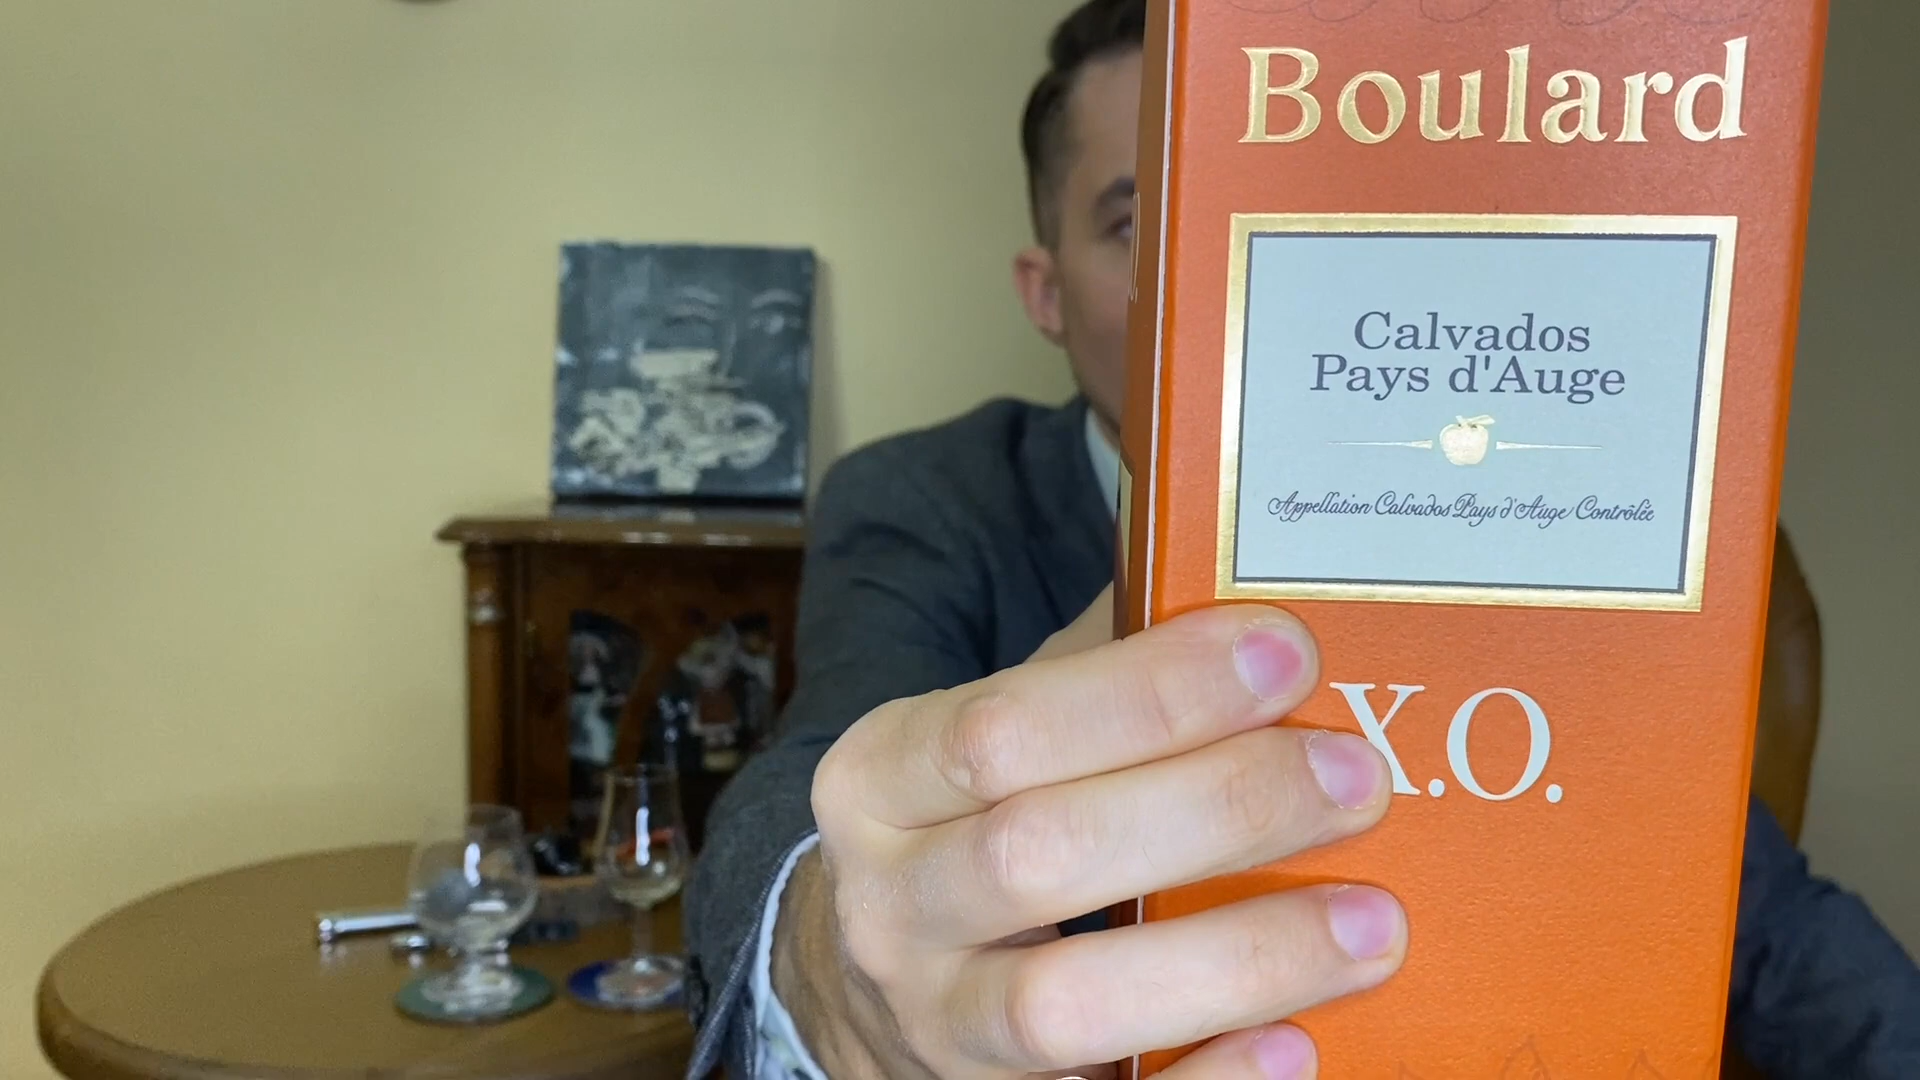 Boulard
Calvados
Pays d'Auge
Appellation Calvados Pays d'Auge Contrôlée
X.O.